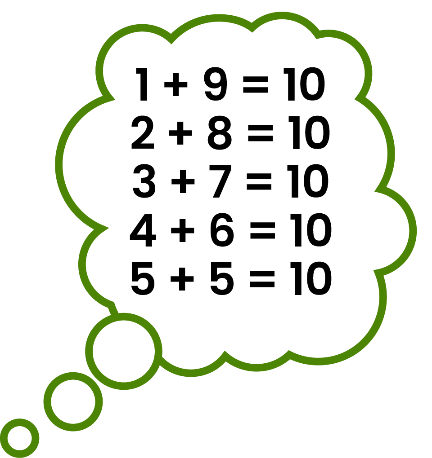 1 + 9 = 10
2 + 8 = 10
3 + 7 = 10
4 + 6 = 10
5 + 5 = 10